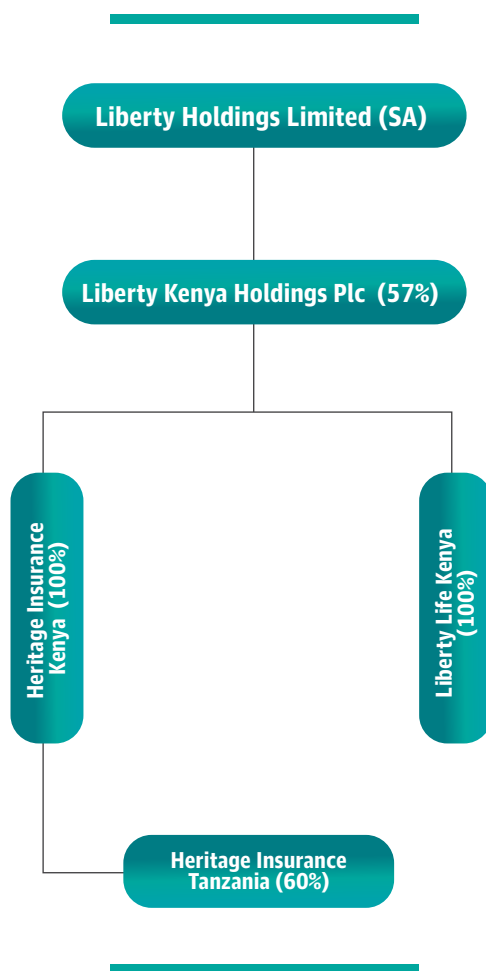 Liberty Holdings Limited (SA)
Liberty Kenya Holdings Plc (57%)
Heritage Insurance
Kenya (100%)
Liberty Life Kenya
(100%)
Heritage Insurance
Tanzania (60%)